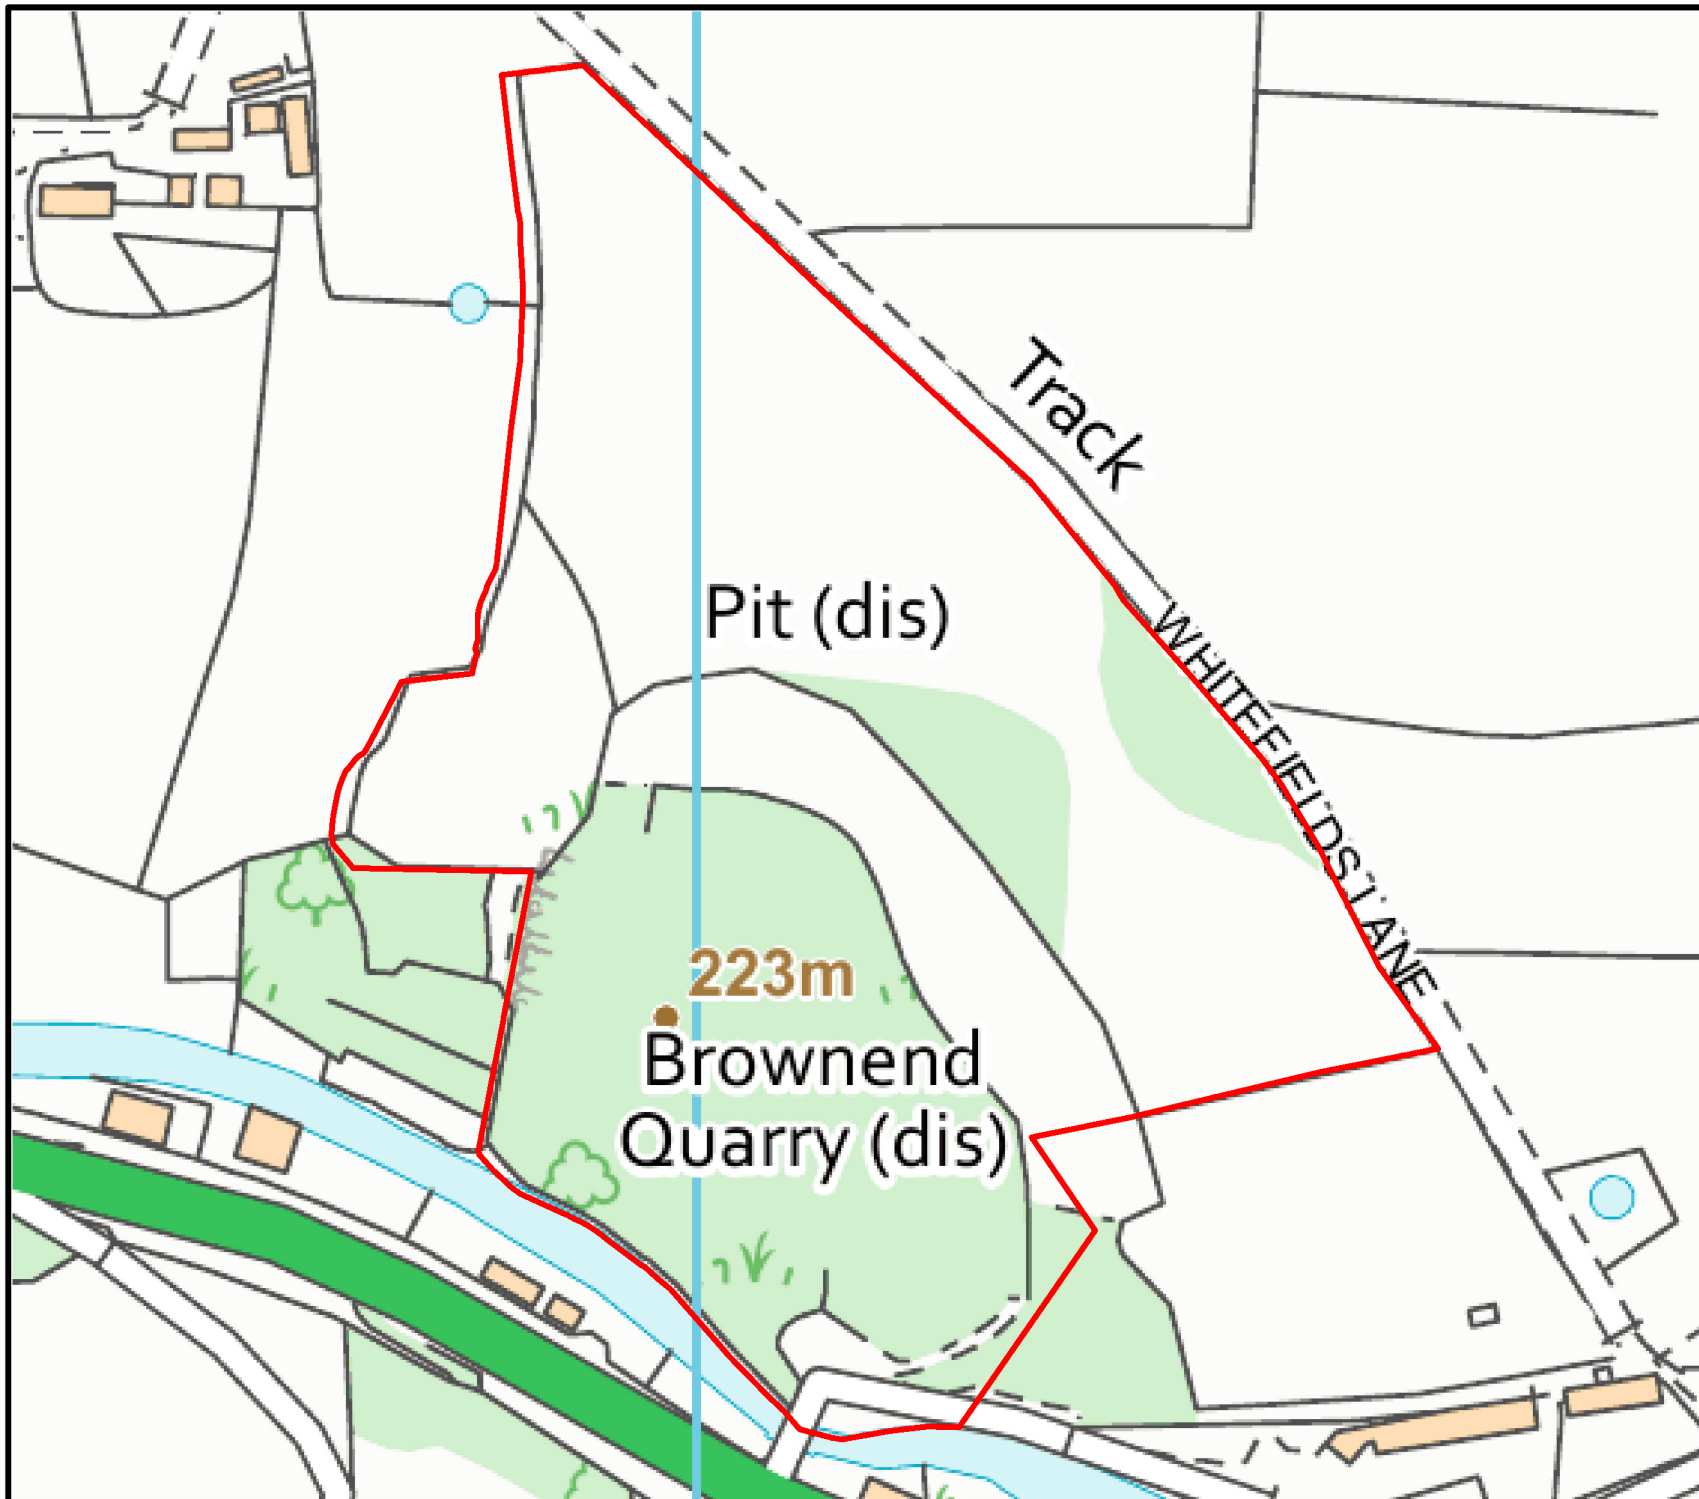 Track
Pit (dis)
WHITEFIELDS LANE
223m
Brownend
Quarry (dis)